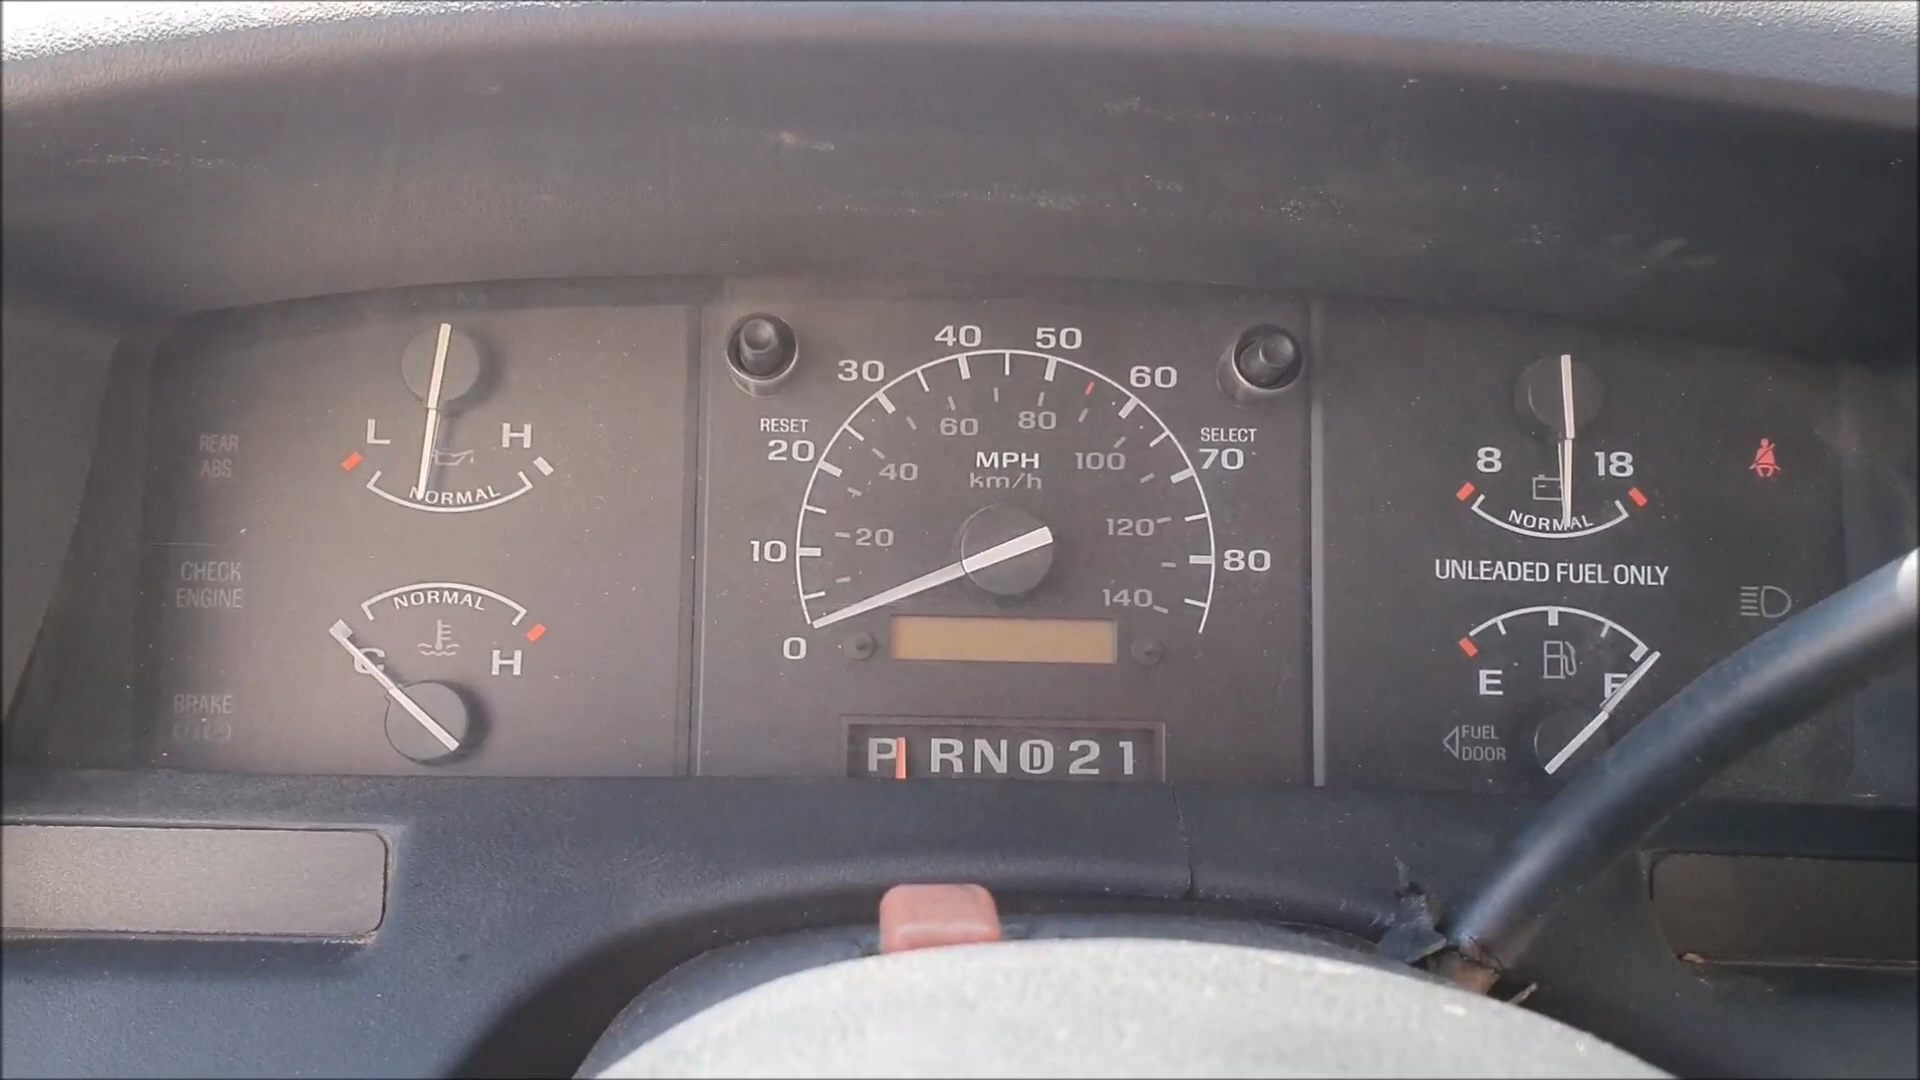 REAR
ABS
L H
NORMAL
CHECK
ENGINE
NORMAL
C H
BRAKE
RESET
SELECT
0 10 20 30 40 50 60 70 80
20 40 60 80 100 120 140
MPH
km/h
P RN D 2 1
8 18
NORMAL
UNLEADED FUEL ONLY
E F
FUEL
DOOR